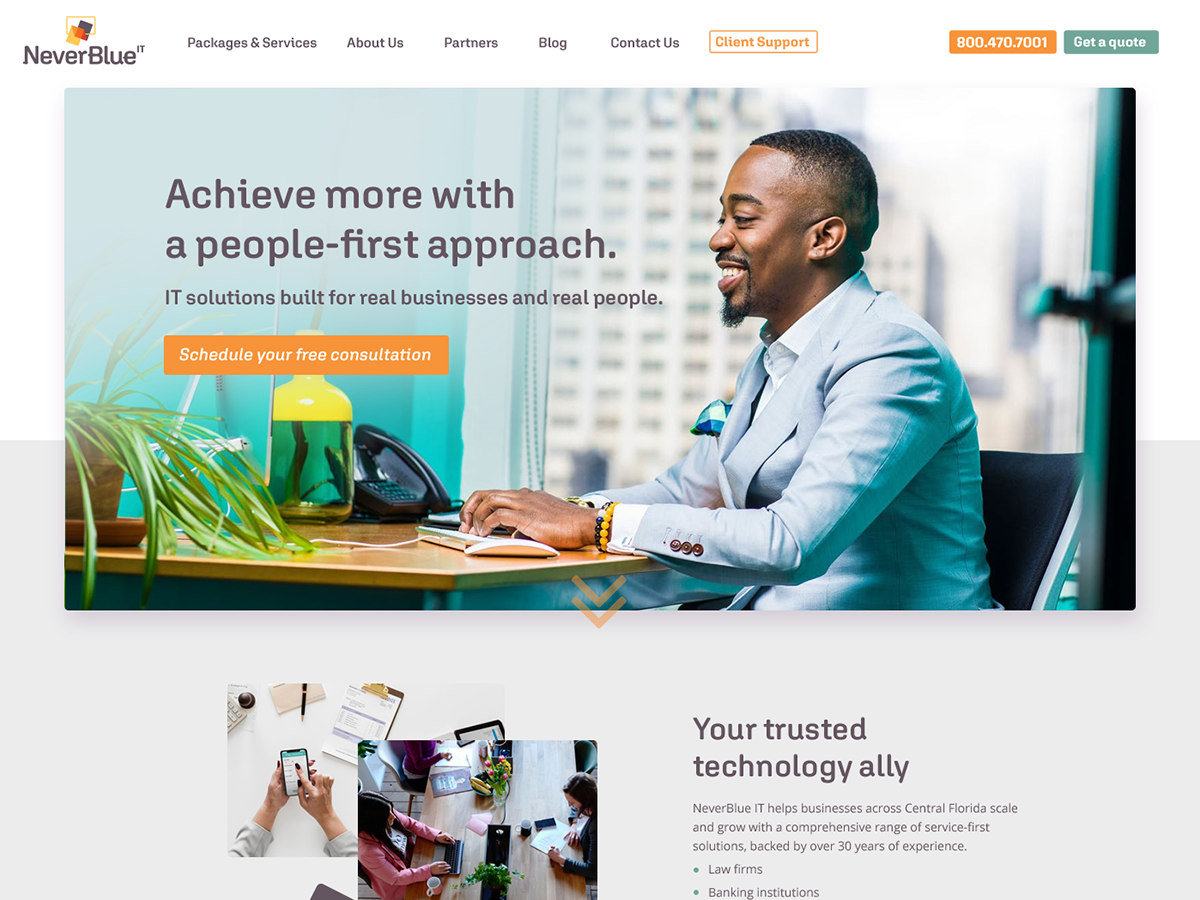 NeverBlue IT
Packages & Services
About Us
Partners
Blog
Contact Us
Client Support
800.470.7001
Get a quote
Achieve more with
a people-first approach.
IT solutions built for real businesses and real people.
Schedule your free consultation
Your trusted
technology ally
NeverBlue IT helps businesses across Central Florida scale
and grow with a comprehensive range of service-first
solutions, backed by over 30 years of experience.
Law firms
Banking institutions